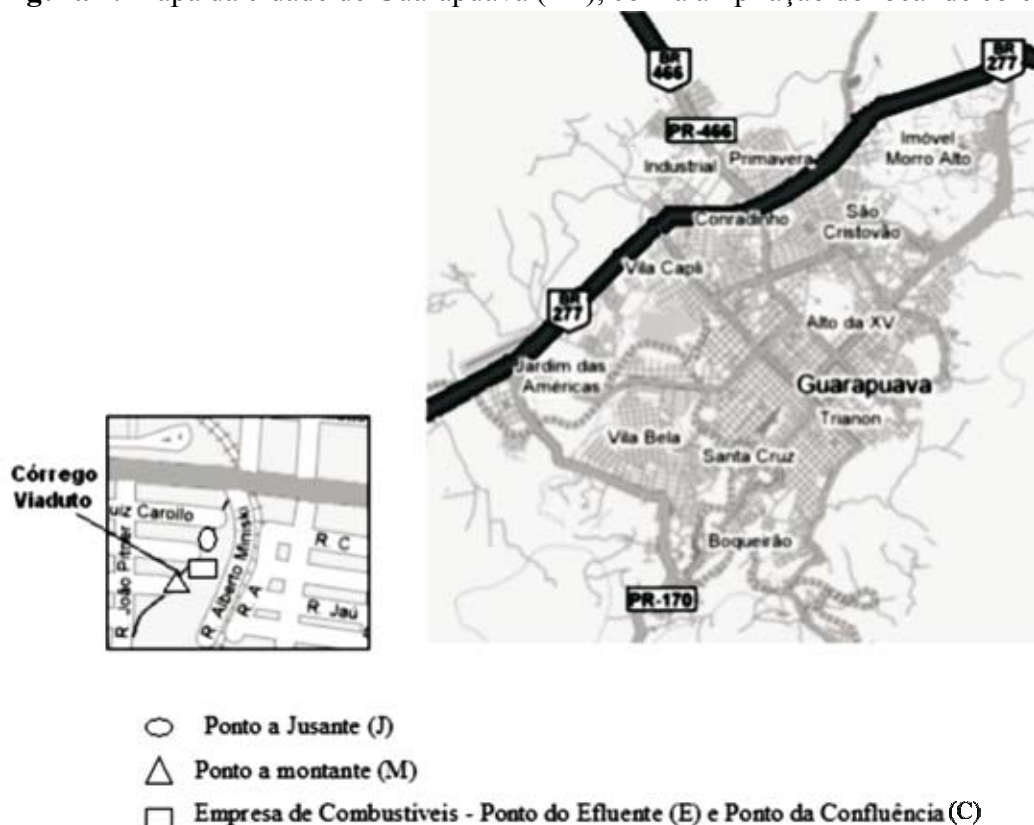 BR
466
BR
277
PR-466
Imóvel
Morro Alto
Industrial
Primavera
Conradinho
São
Cristovão
Vila Capli
BR
277
Alto da XV
Jardim das
Américas
Guarapuava
Trianon
Vila Bela
Santa Cruz
Boqueirão
PR-170
Córrego
Viaduto
uiz Carollo
R João Pitner
R Alberto Miniski
R A
R C
R Jaú
Ponto a Jusante (J)
Ponto a montante (M)
Empresa de Combustíveis - Ponto do Efluente (E) e Ponto da Confluência (C)